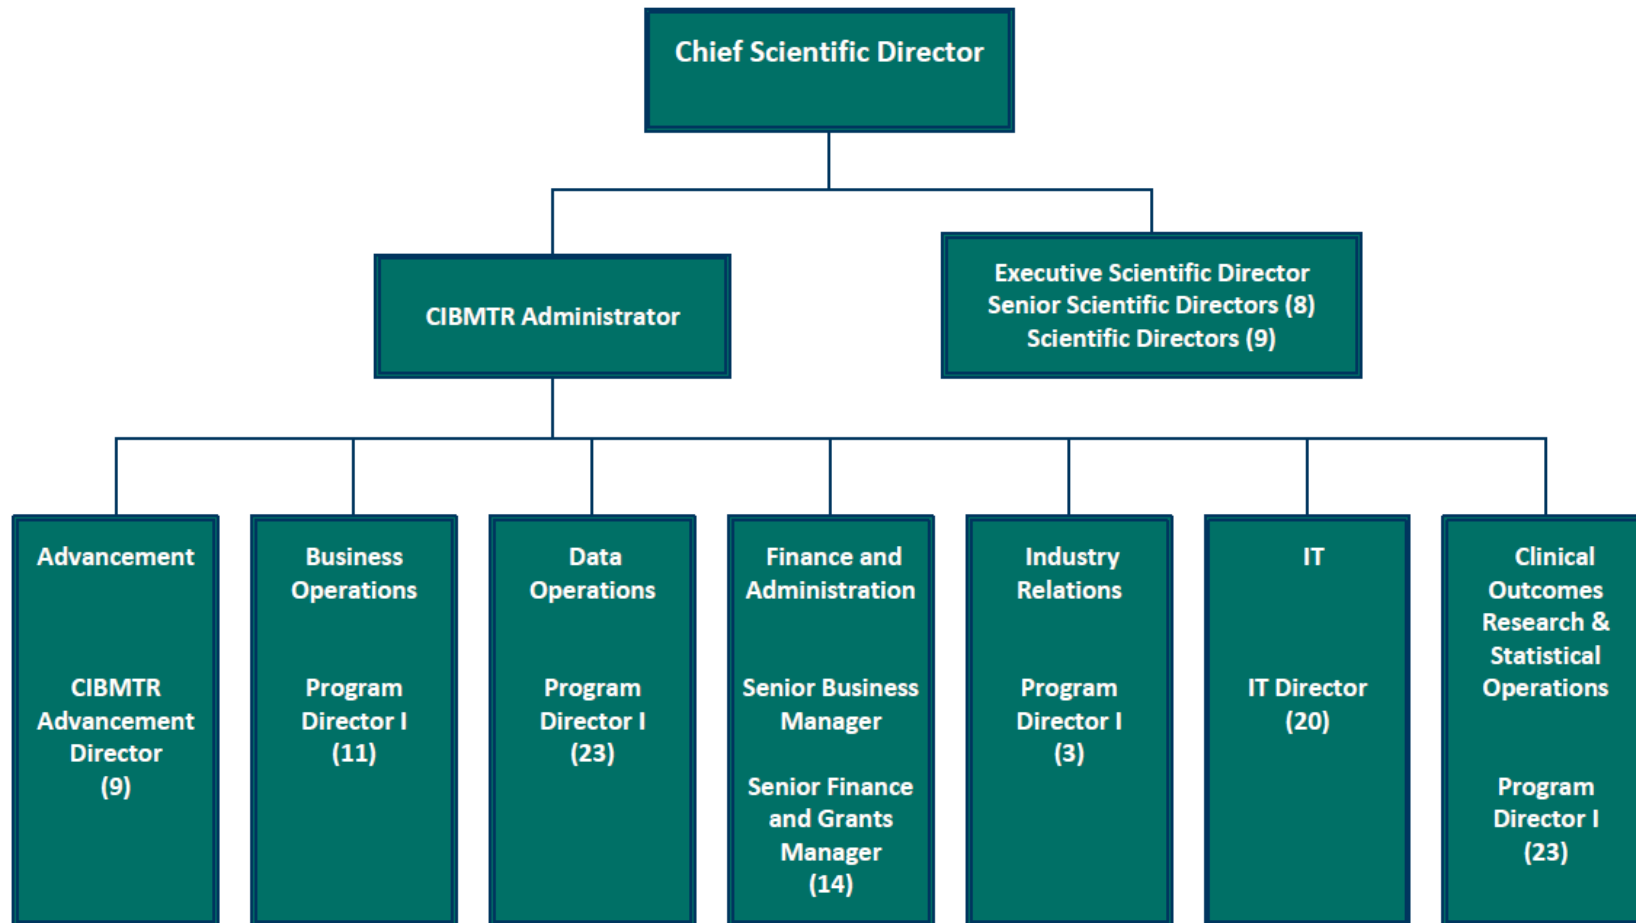 Chief Scientific Director
CIBMTR Administrator
Executive Scientific Director
Senior Scientific Directors (8)
Scientific Directors (9)
Advancement
CIBMTR
Advancement
Director
(9)
Business
Operations
Program
Director I
(11)
Data
Operations
Program
Director I
(23)
Finance and
Administration
Senior Business
Manager
Senior Finance
and Grants
Manager
(14)
Industry
Relations
Program
Director I
(3)
IT
IT Director
(20)
Clinical
Outcomes
Research &
Statistical
Operations
Program
Director I
(23)